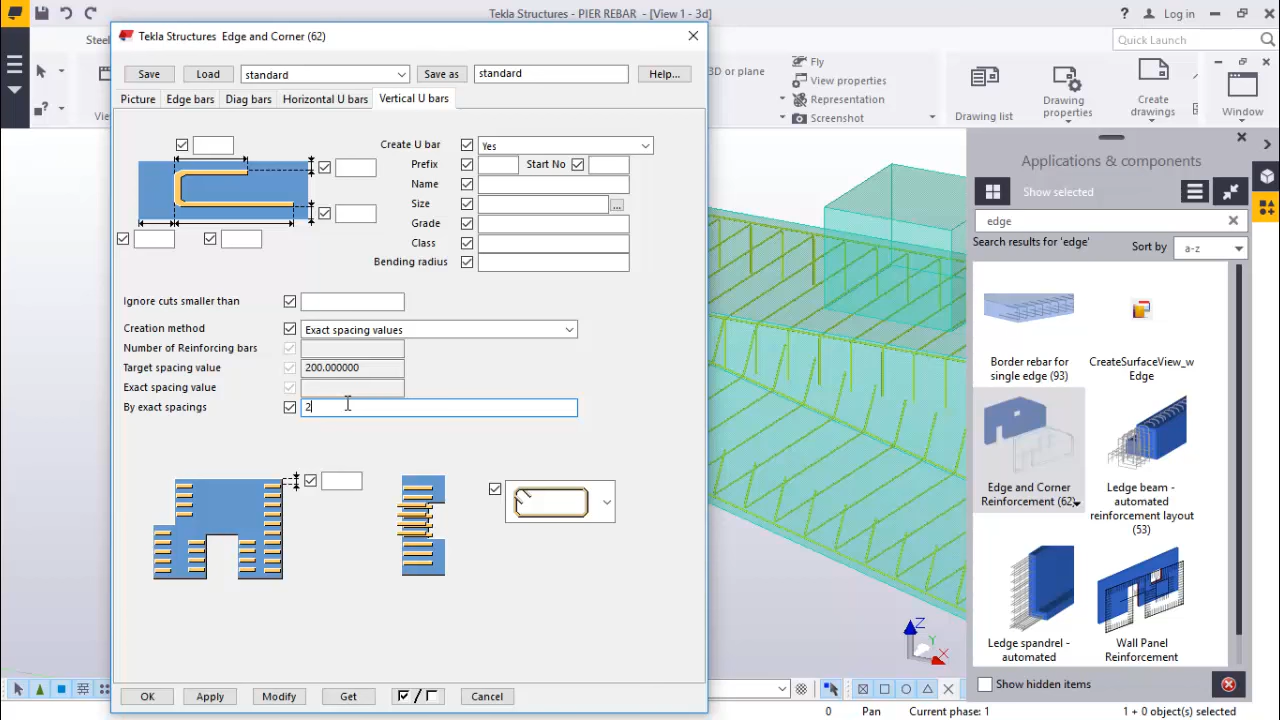 Tekla Structures - PIER REBAR - [View 1 - 3d]
Log in
Steel
Quick Launch
3D or plane
Fly
View properties
Representation
Screenshot
Drawing list
Drawing
properties
Create
drawings
Window
Tekla Structures Edge and Corner (62)
Save
Load
standard
Save as
standard
Help...
Picture
Edge bars
Diag bars
Horizontal U bars
Vertical U bars
Create U bar
Yes
Prefix
Start No
Name
Size
...
Grade
Class
Bending radius
Ignore cuts smaller than
Creation method
Exact spacing values
Number of Reinforcing bars
Target spacing value
200.000000
Exact spacing value
By exact spacings
2
OK
Apply
Modify
Get
/
Cancel
Z
Y
X
Applications & components
Show selected
edge
Search results for 'edge'
Sort by
a-z
Border rebar for
single edge (93)
CreateSurfaceView_w
Edge
Edge and Corner
Reinforcement (62)
Ledge beam -
automated
reinforcement layout
(53)
Ledge spandrel -
automated
Wall Panel
Reinforcement
Show hidden items
0
Pan
Current phase: 1
1 + 0 object(s) selected